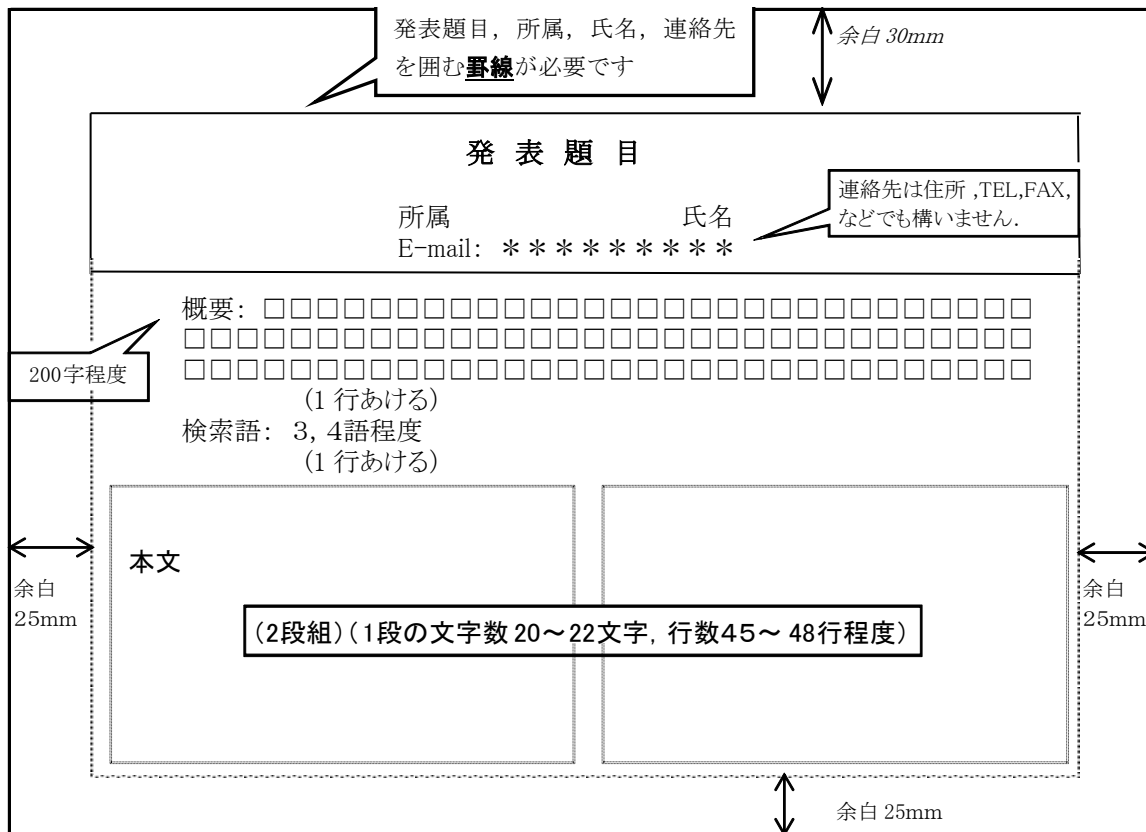 発表題目，所属，氏名，連絡先
を囲む罫線が必要です
余白 30mm
発 表 題 目
連絡先は住所 ,TEL,FAX,
などでも構いません．
所属 氏名
E-mail: ＊＊＊＊＊＊＊＊＊
概要: □□□□□□□□□□□□□□□□□□□□□□□□□□□□□
□□□□□□□□□□□□□□□□□□□□□□□□□□□□□□□□
□□□□□□□□□□□□□□□□□□□□□□□□□□□□□□□□
200字程度
(1 行あける)
検索語: 3，4語程度
(1 行あける)
本文
余白
25mm
余白
25mm
(2段組)(1段の文字数 20～22文字，行数45～ 48行程度)
余白 25mm